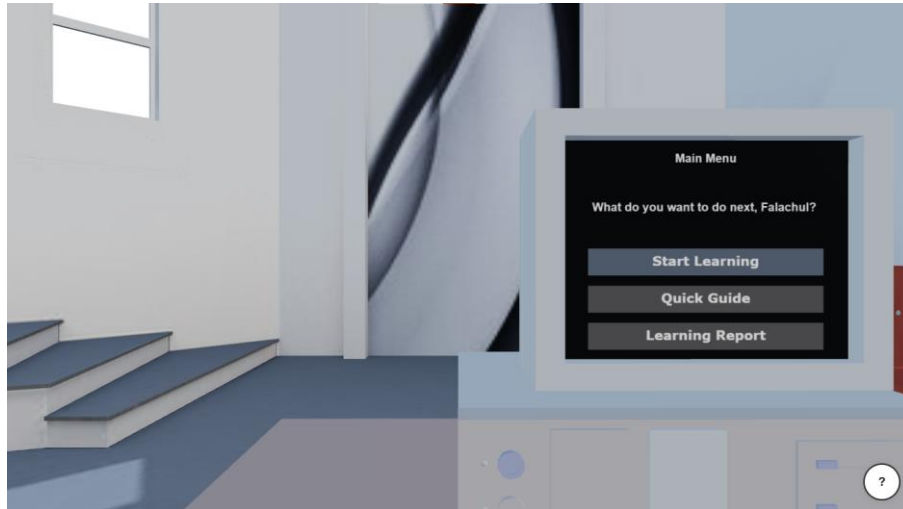 Main Menu
What do you want to do next, Falachul?
Start Learning
Quick Guide
Learning Report
?